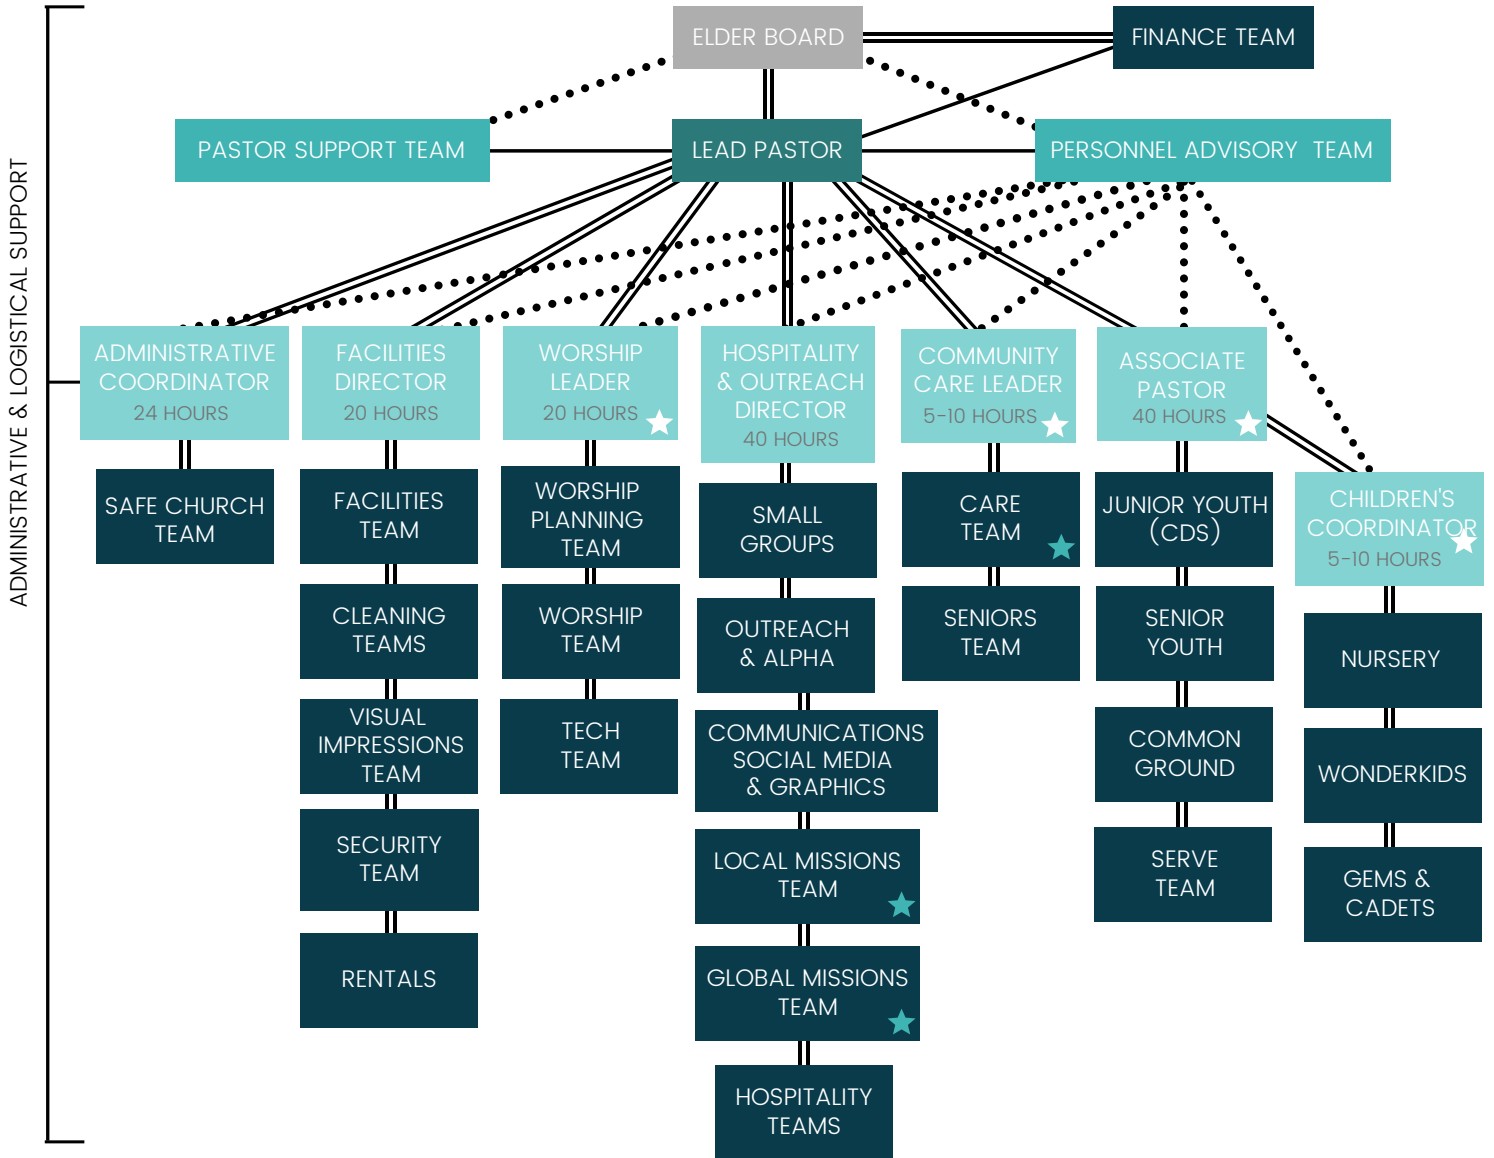 ELDER BOARD
FINANCE TEAM
PASTOR SUPPORT TEAM
LEAD PASTOR
PERSONNEL ADVISORY TEAM
ADMINISTRATIVE & LOGISTICAL SUPPORT
ADMINISTRATIVE
COORDINATOR
24 HOURS
SAFE CHURCH
TEAM
FACILITIES
DIRECTOR
20 HOURS
FACILITIES
TEAM
CLEANING
TEAMS
VISUAL
IMPRESSIONS
TEAM
SECURITY
TEAM
RENTALS
WORSHIP
LEADER
20 HOURS
WORSHIP
PLANNING
TEAM
WORSHIP
TEAM
TECH
TEAM
HOSPITALITY
& OUTREACH
DIRECTOR
40 HOURS
SMALL
GROUPS
OUTREACH
& ALPHA
COMMUNICATIONS
SOCIAL MEDIA
& GRAPHICS
LOCAL MISSIONS
TEAM
GLOBAL MISSIONS
TEAM
HOSPITALITY
TEAMS
COMMUNITY
CARE LEADER
5-10 HOURS
CARE
TEAM
SENIORS
TEAM
ASSOCIATE
PASTOR
40 HOURS
JUNIOR YOUTH
(CDS)
SENIOR
YOUTH
COMMON
GROUND
SERVE
TEAM
CHILDREN'S
COORDINATOR
5-10 HOURS
NURSERY
WONDERKIDS
GEMS &
CADETS